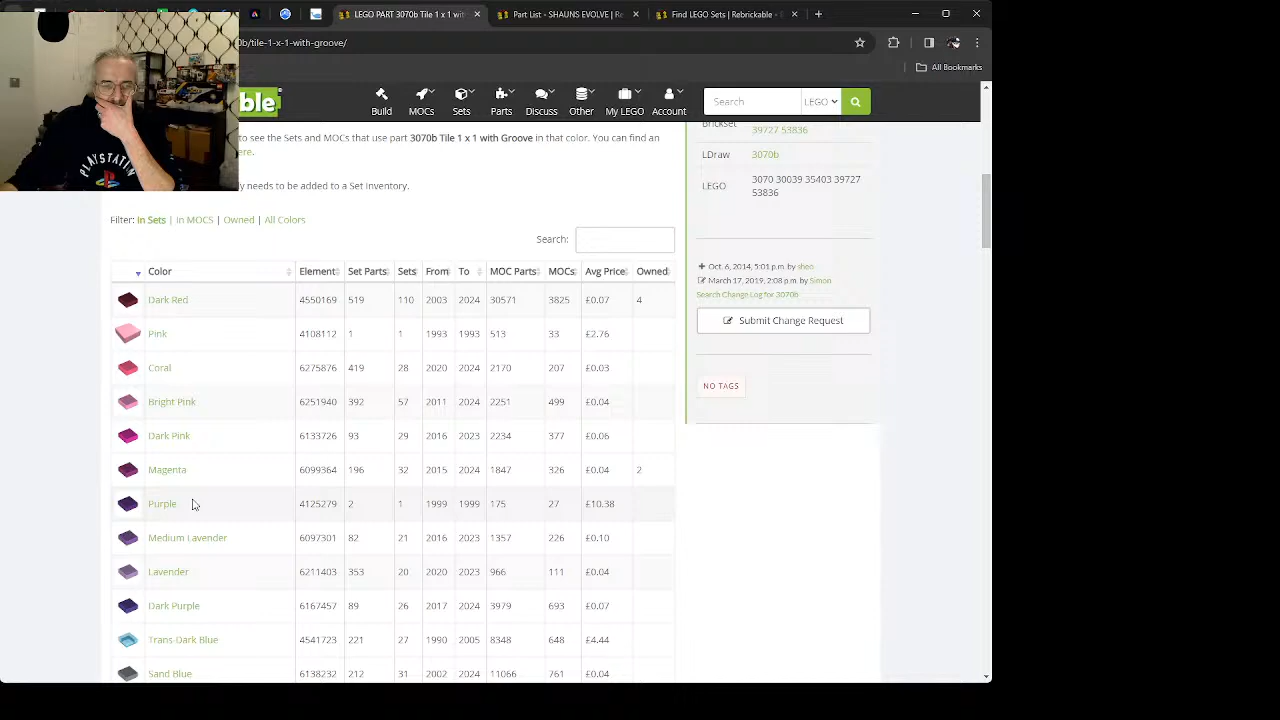 LEGO PART 3070b Tile 1 x 1 wit
Part List - SHAUNS EVOLVE | R
Find LEGO Sets | Rebrickable -
0b/tile-1-x-1-with-groove/
All Bookmarks
ble
Build
MOCs
Sets
Parts
Discuss
Other
My LEGO
Account
Search
LEGO
PLAYSTATION
to see the Sets and MOCs that use part 3070b Tile 1 x 1 with Groove in that color. You can find an
ere.
y needs to be added to a Set Inventory.
Filter: In Sets | In MOCS | Owned | All Colors
Search:
Color Element Set Parts Sets From To MOC Parts MOCs Avg Price Owned
Dark Red 4550169 519 110 2003 2024 30571 3825 £0.07 4
Pink 4108112 1 1 1993 1993 513 33 £2.76
Coral 6275876 419 28 2020 2024 2170 207 £0.03
Bright Pink 6251940 392 57 2011 2024 2251 499 £0.04
Dark Pink 6133726 93 29 2016 2023 2234 377 £0.06
Magenta 6099364 196 32 2015 2024 1847 326 £0.04 2
Purple 4125279 2 1 1999 1999 175 27 £10.38
Medium Lavender 6097301 82 21 2016 2023 1357 226 £0.10
Lavender 6211403 353 20 2020 2023 966 111 £0.04
Dark Purple 6167457 89 26 2017 2024 3979 693 £0.07
Trans-Dark Blue 4541723 221 27 1990 2005 8348 648 £4.44
Sand Blue 6138232 212 31 2002 2024 11066 761 £0.04
Brickset
39727 53836
LDraw 3070b
LEGO 3070 30039 35403 39727
53836
Oct. 6, 2014, 5:01 p.m. by shen
March 17, 2019, 2:08 p.m. by Simon
Search Change Log for 3070b
Submit Change Request
NO TAGS